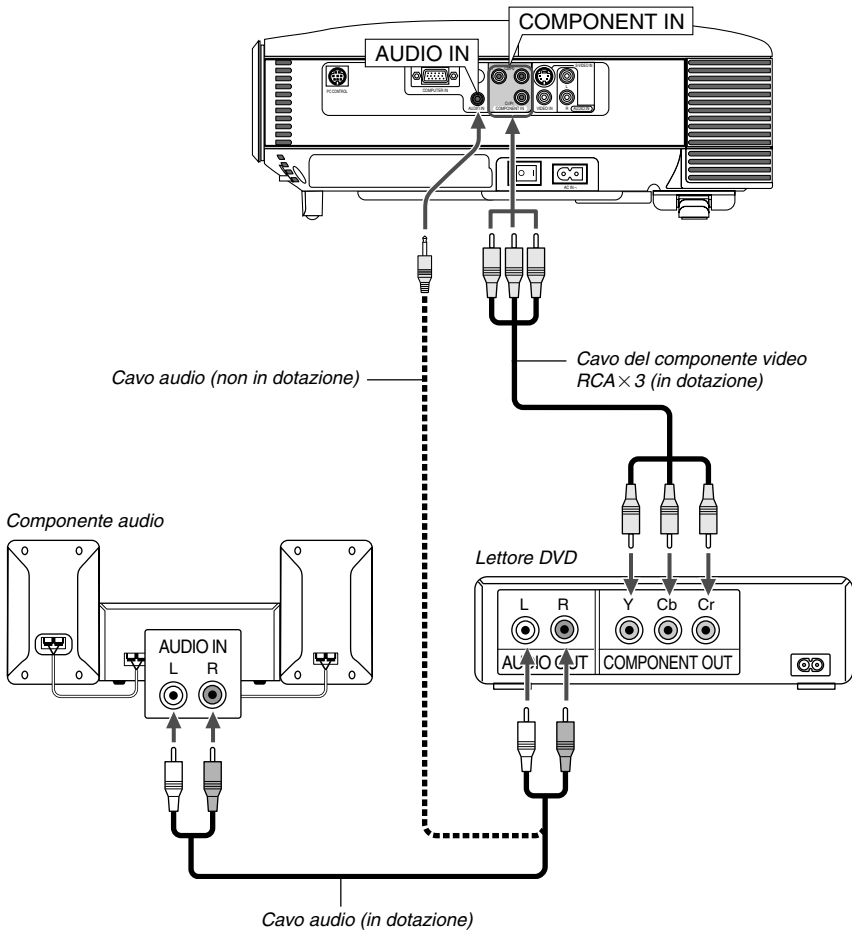 COMPONENT IN
AUDIO IN
S-VIDEO IN
PC CONTROL
COMPUTER IN
L
AUDIO IN
COMPONENT IN
VIDEO IN
R
AUDIO IN
AC IN~
Cavo audio (non in dotazione)
Cavo del componente video
RCA×3 (in dotazione)
Componente audio
Lettore DVD
L R Y Cb Cr
AUDIO OUT COMPONENT OUT
AUDIO IN
L R
Cavo audio (in dotazione)